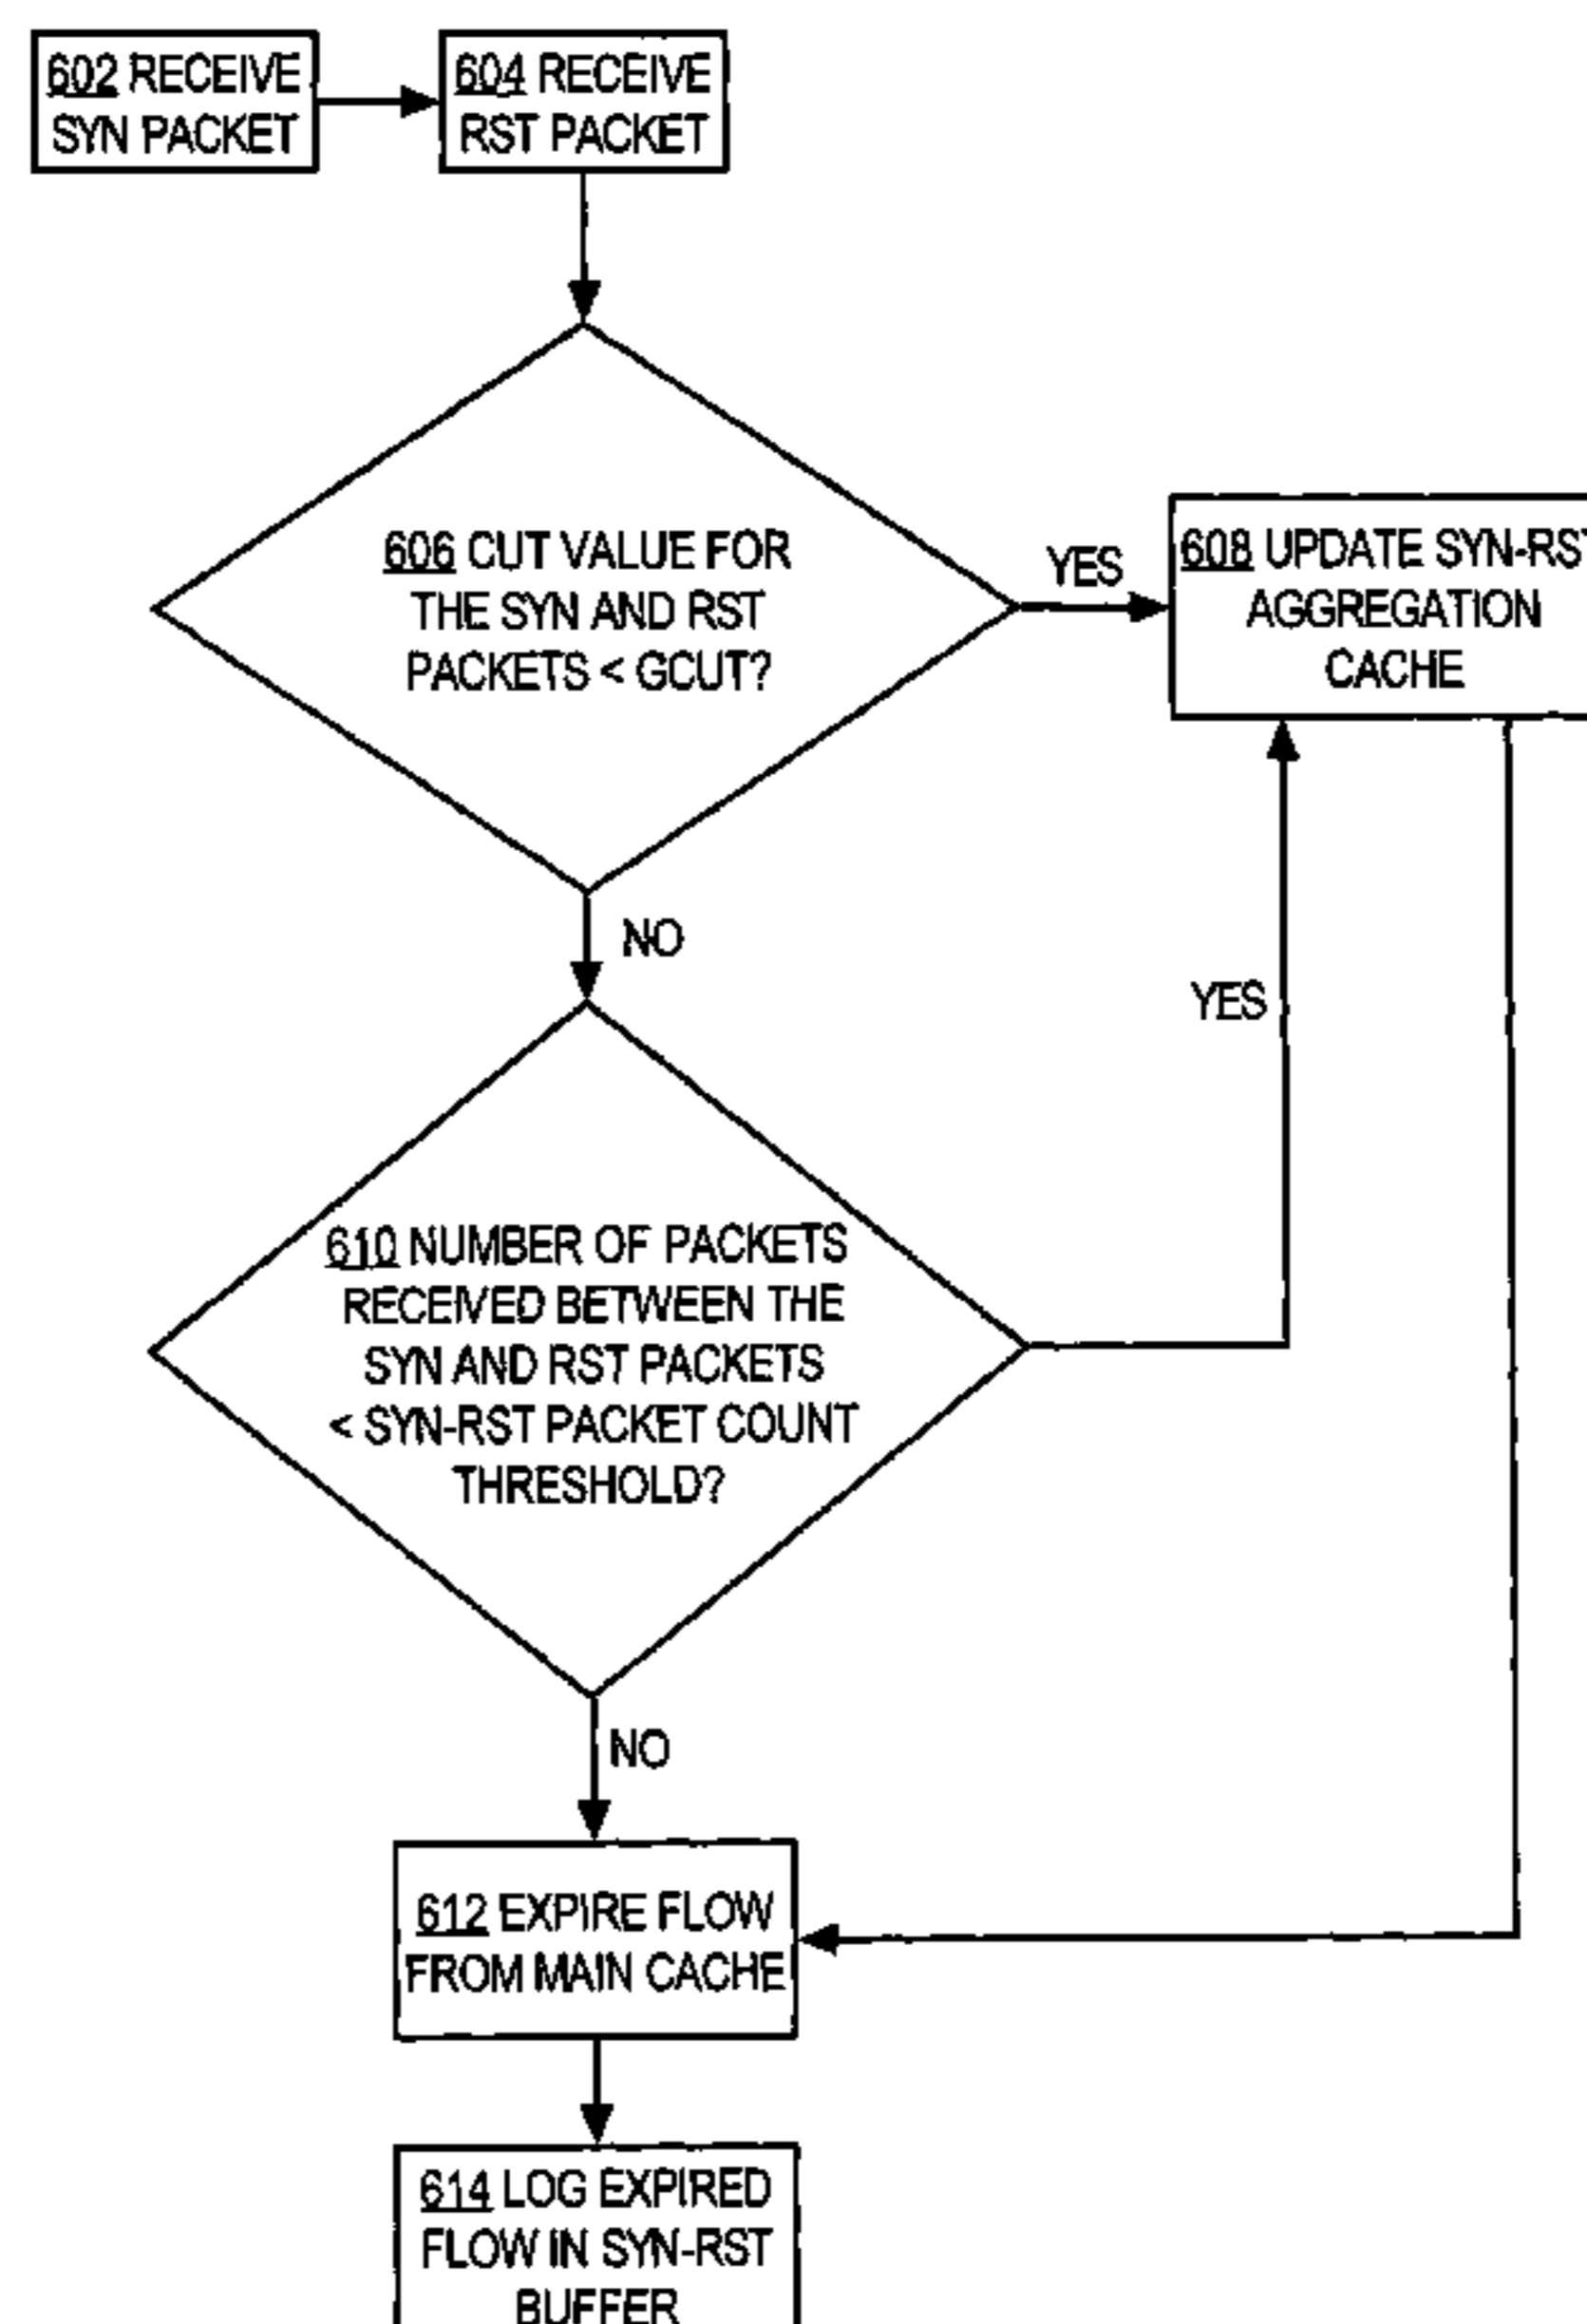 602 RECEIVE
SYN PACKET
604 RECEIVE
RST PACKET
606 CUT VALUE FOR
THE SYN AND RST
PACKETS < GCUT?
YES
608 UPDATE SYN-RST
AGGREGATION
CACHE
NO
YES
610 NUMBER OF PACKETS
RECEIVED BETWEEN THE
SYN AND RST PACKETS
< SYN-RST PACKET COUNT
THRESHOLD?
NO
612 EXPIRE FLOW
FROM MAIN CACHE
614 LOG EXPIRED
FLOW IN SYN-RST
BUFFER